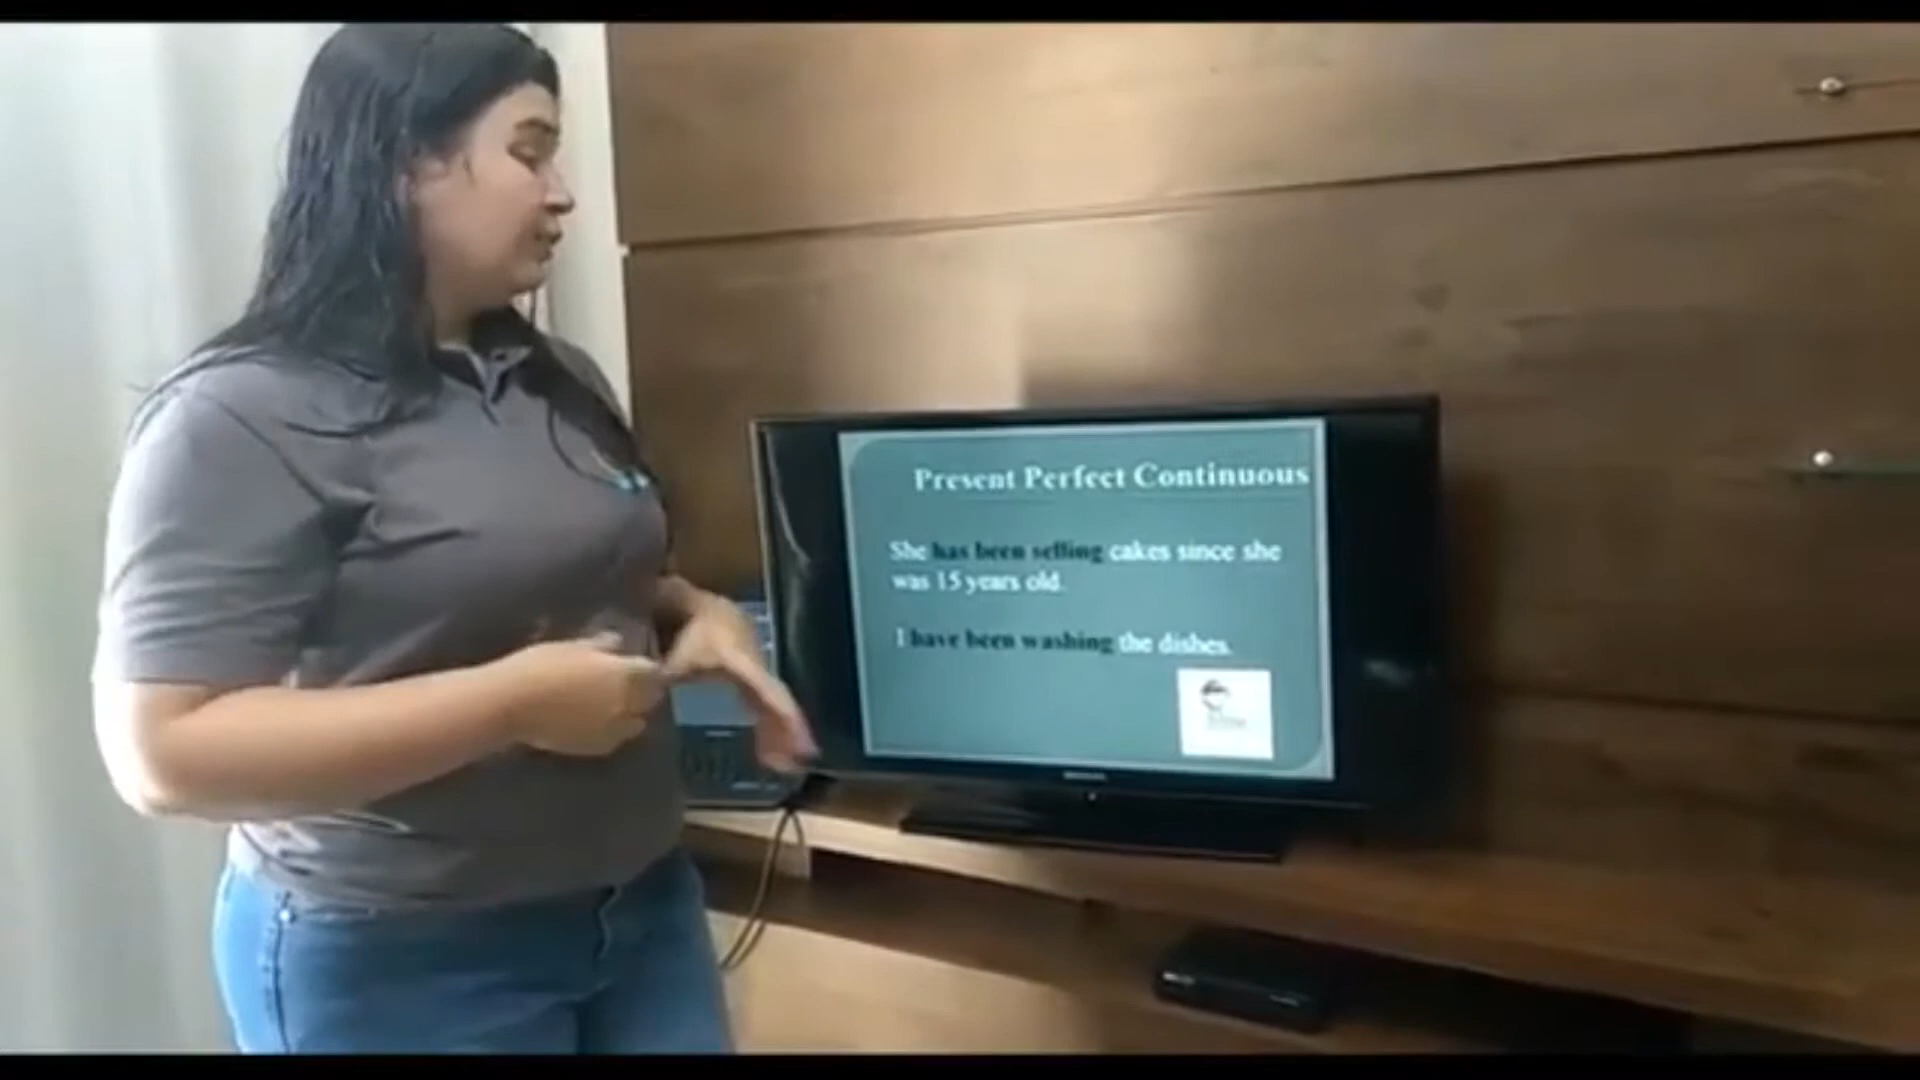 Present Perfect Continuous
She has been selling cakes since she
was 15 years old.
I have been washing the dishes.